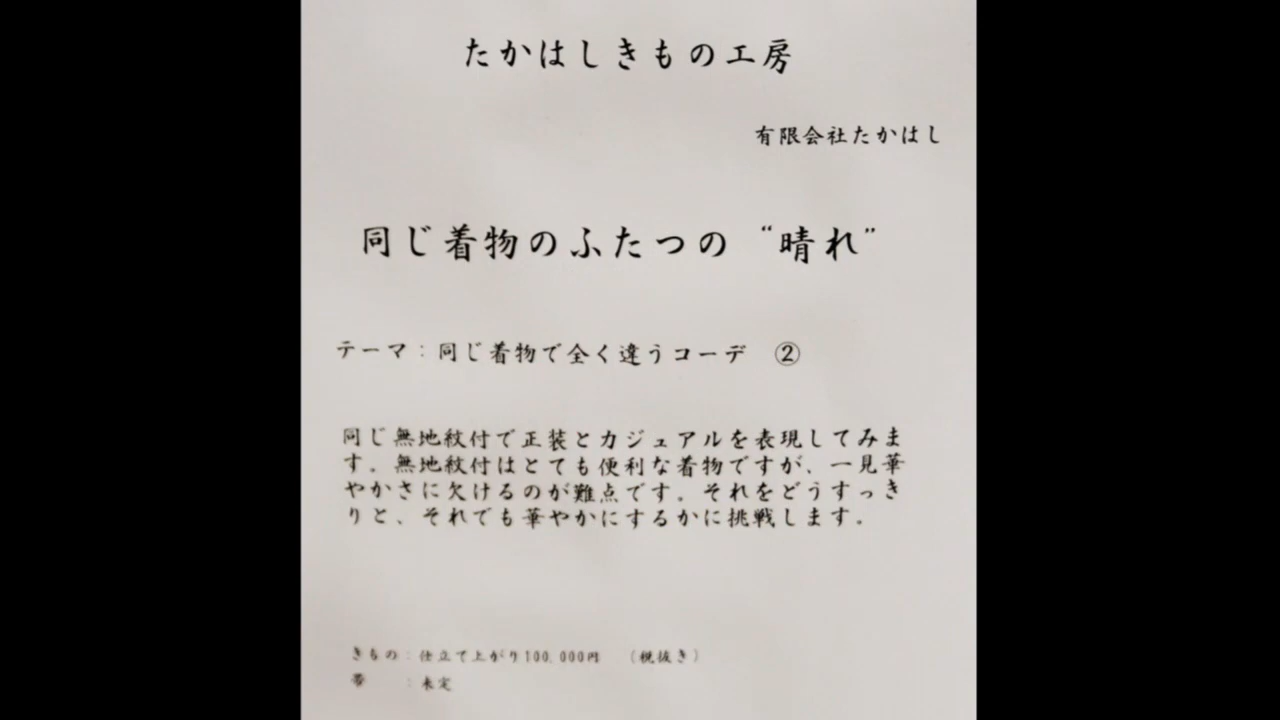 たかはしきもの工房
有限会社たかはし
同じ着物のふたつの “晴れ”
テーマ：同じ着物で全く違うコーデ　②
同じ無地紋付で正装とカジュアルを表現してみま
す。無地紋付はとても便利な着物ですが、一見華
やかさに欠けるのが難点です。それをどうすっき
りと、それでも華やかにするかに挑戦します。
きもの：仕立て上がり100,000円　（税抜き）
帯　　：未定